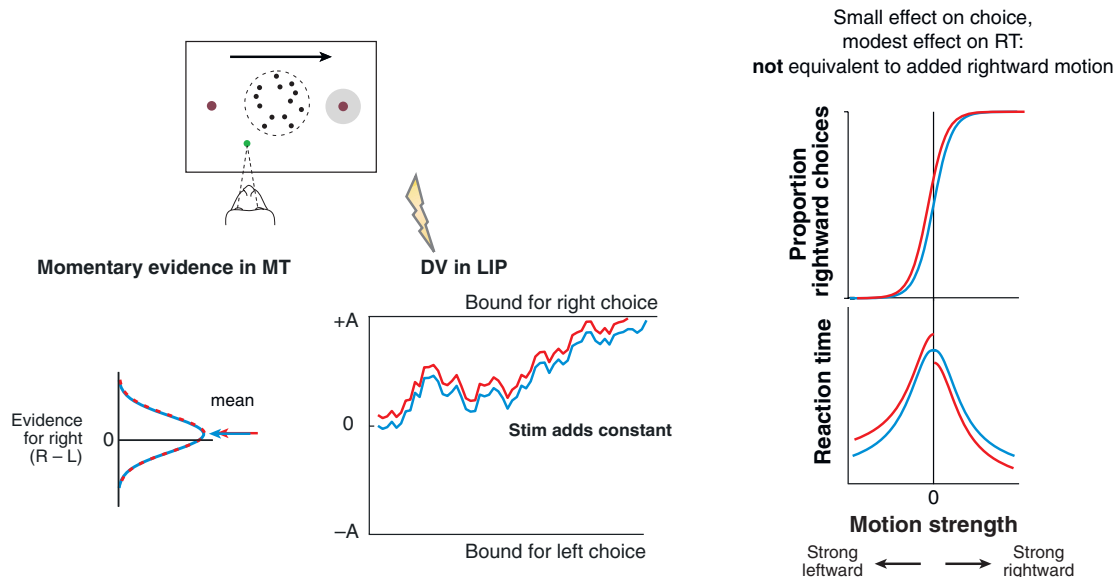 Small effect on choice,
modest effect on RT:
not equivalent to added rightward motion
Momentary evidence in MT
DV in LIP
Evidence
for right
(R – L)
0
mean
Bound for right choice
+A
0
Stim adds constant
–A
Bound for left choice
Proportion
rightward choices
Reaction time
0
Motion strength
Strong
leftward
Strong
rightward